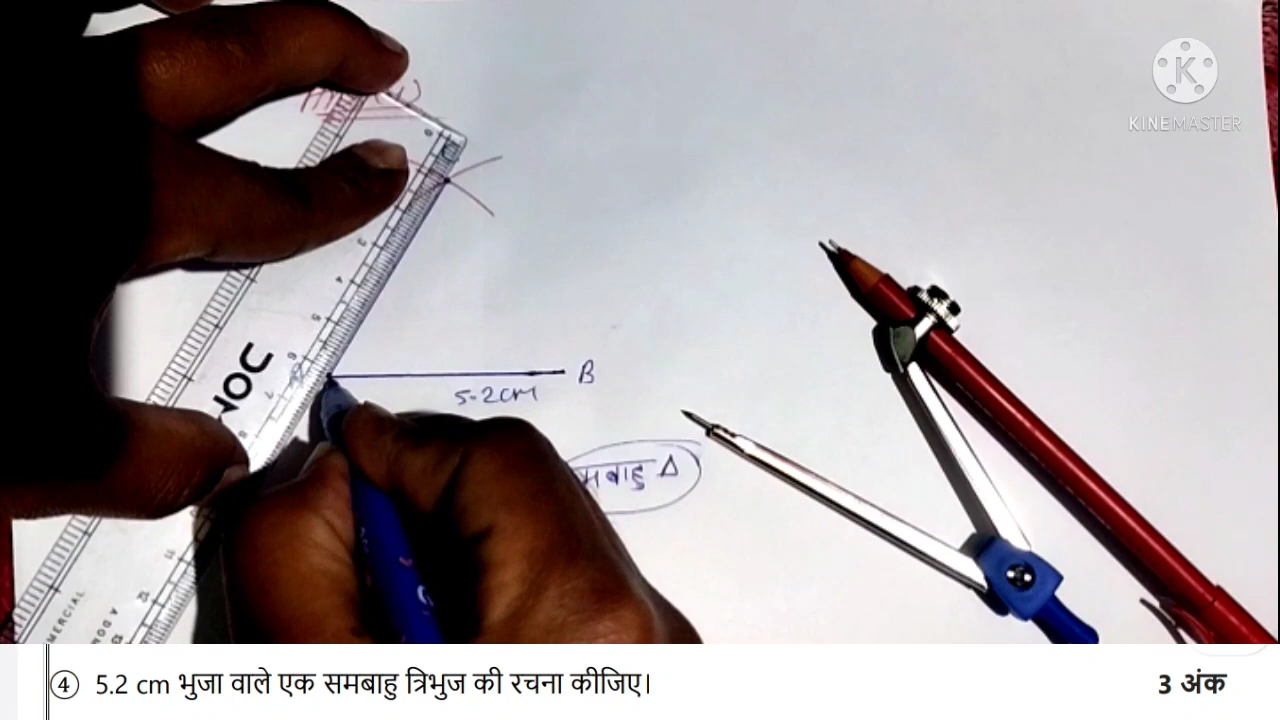 KINEMASTER
B
5.2cm
समबाहु Δ
④ 5.2 cm भुजा वाले एक समबाहु त्रिभुज की रचना कीजिए।
3 अंक